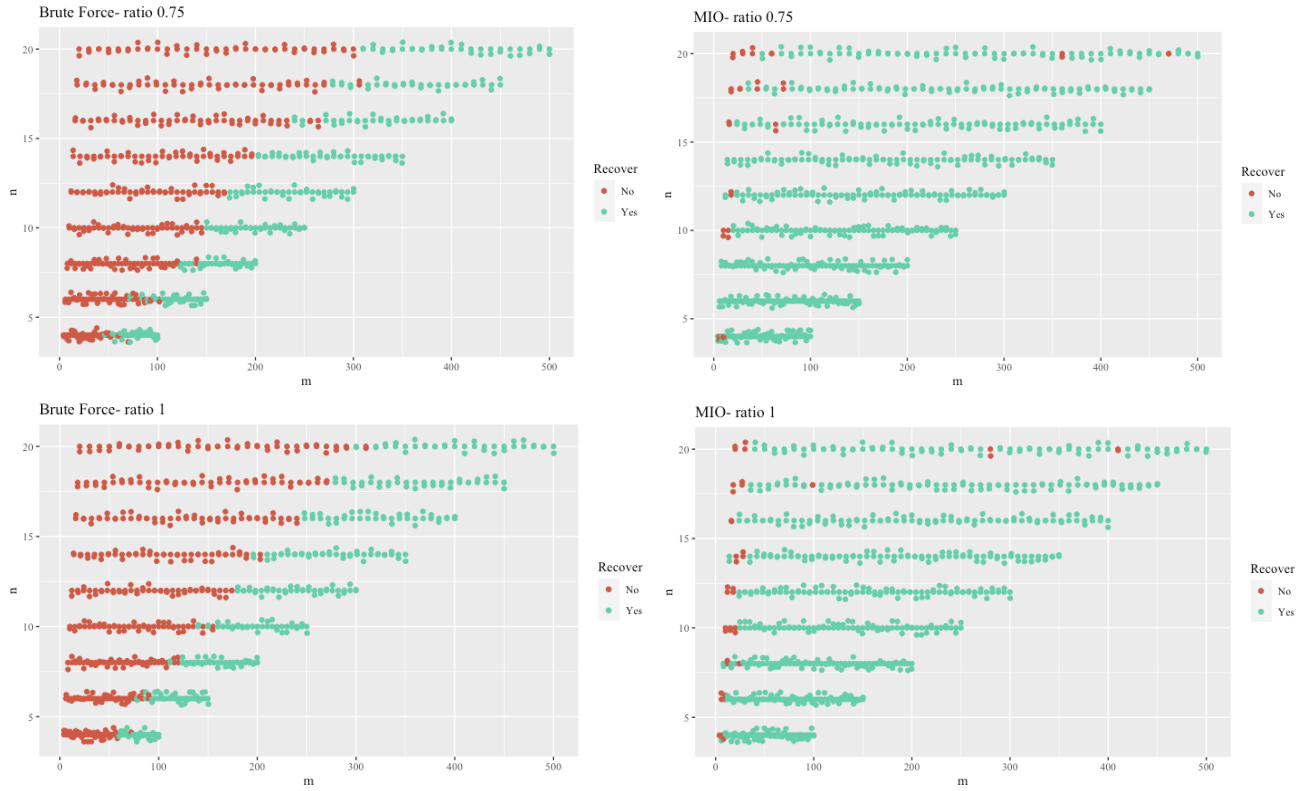 Brute Force- ratio 0.75
20
15
10
5
n
0 100 200 300 400 500
m
Recover
No
Yes
MIO- ratio 0.75
20
15
10
5
n
0 100 200 300 400 500
m
Recover
No
Yes
Brute Force- ratio 1
20
15
10
5
n
0 100 200 300 400 500
m
Recover
No
Yes
MIO- ratio 1
20
15
10
5
n
0 100 200 300 400 500
m
Recover
No
Yes